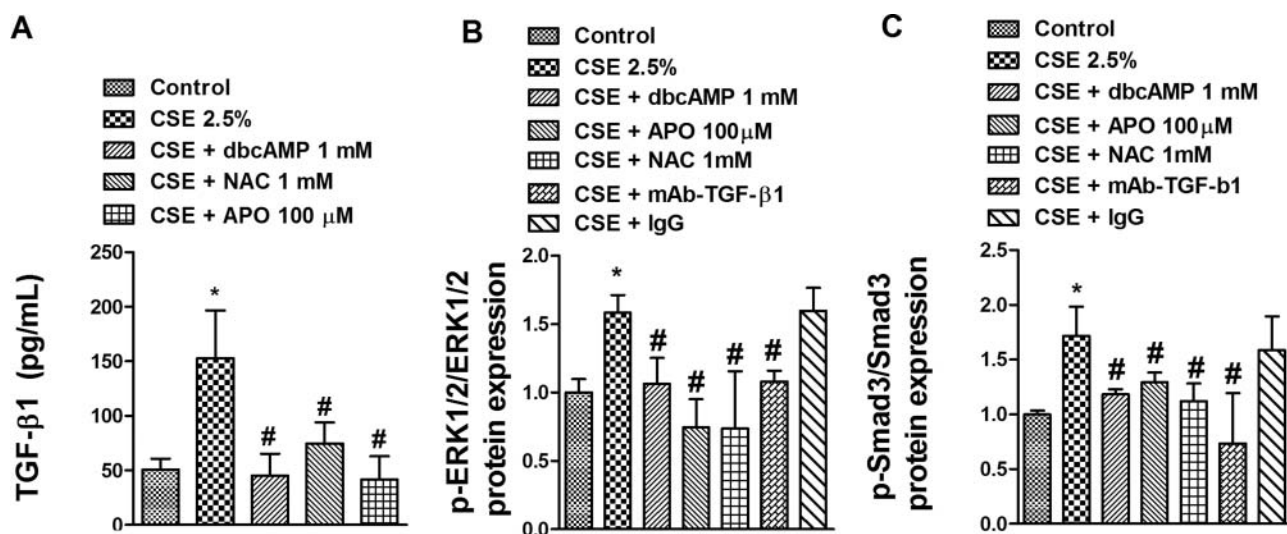 A
Control
CSE 2.5%
CSE + dbcAMP 1 mM
CSE + NAC 1 mM
CSE + APO 100 μM
TGF-β1 (pg/mL)
250
200
150
100
50
0
*
#
#
#
B
Control
CSE 2.5%
CSE + dbcAMP 1 mM
CSE + APO 100μM
CSE + NAC 1mM
CSE + mAb-TGF-β1
CSE + IgG
p-ERK1/2/ERK1/2
protein expression
2.0
1.5
1.0
0.5
0.0
*
#
#
#
#
C
Control
CSE 2.5%
CSE + dbcAMP 1 mM
CSE + APO 100μM
CSE + NAC 1mM
CSE + mAb-TGF-b1
CSE + IgG
p-Smad3/Smad3
protein expression
2.5
2.0
1.5
1.0
0.5
0.0
*
#
#
#
#